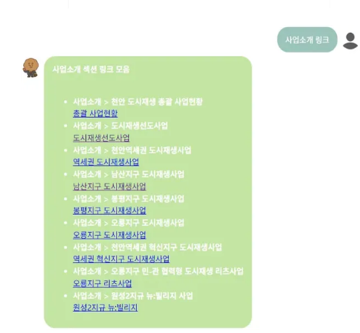 사업소개 링크
사업소개 섹션 링크 모음
사업소개 > 천안 도시재생 총괄 사업현황
총괄 사업현황
사업소개 > 도시재생선도사업
도시재생선도사업
사업소개 > 천안역세권 도시재생사업
역세권 도시재생사업
사업소개 > 남산지구 도시재생사업
남산지구 도시재생사업
사업소개 > 봉명지구 도시재생사업
봉명지구 도시재생사업
사업소개 > 오룡지구 도시재생사업
오룡지구 도시재생사업
사업소개 > 천안역세권 혁신지구 도시재생사업
역세권 혁신지구 도시재생사업
사업소개 > 오룡지구 민-관 협력형 도시재생 리츠사업
오룡지구 리츠사업
사업소개 > 원성2지구 뉴:빌리지 사업
원성2지구 뉴:빌리지